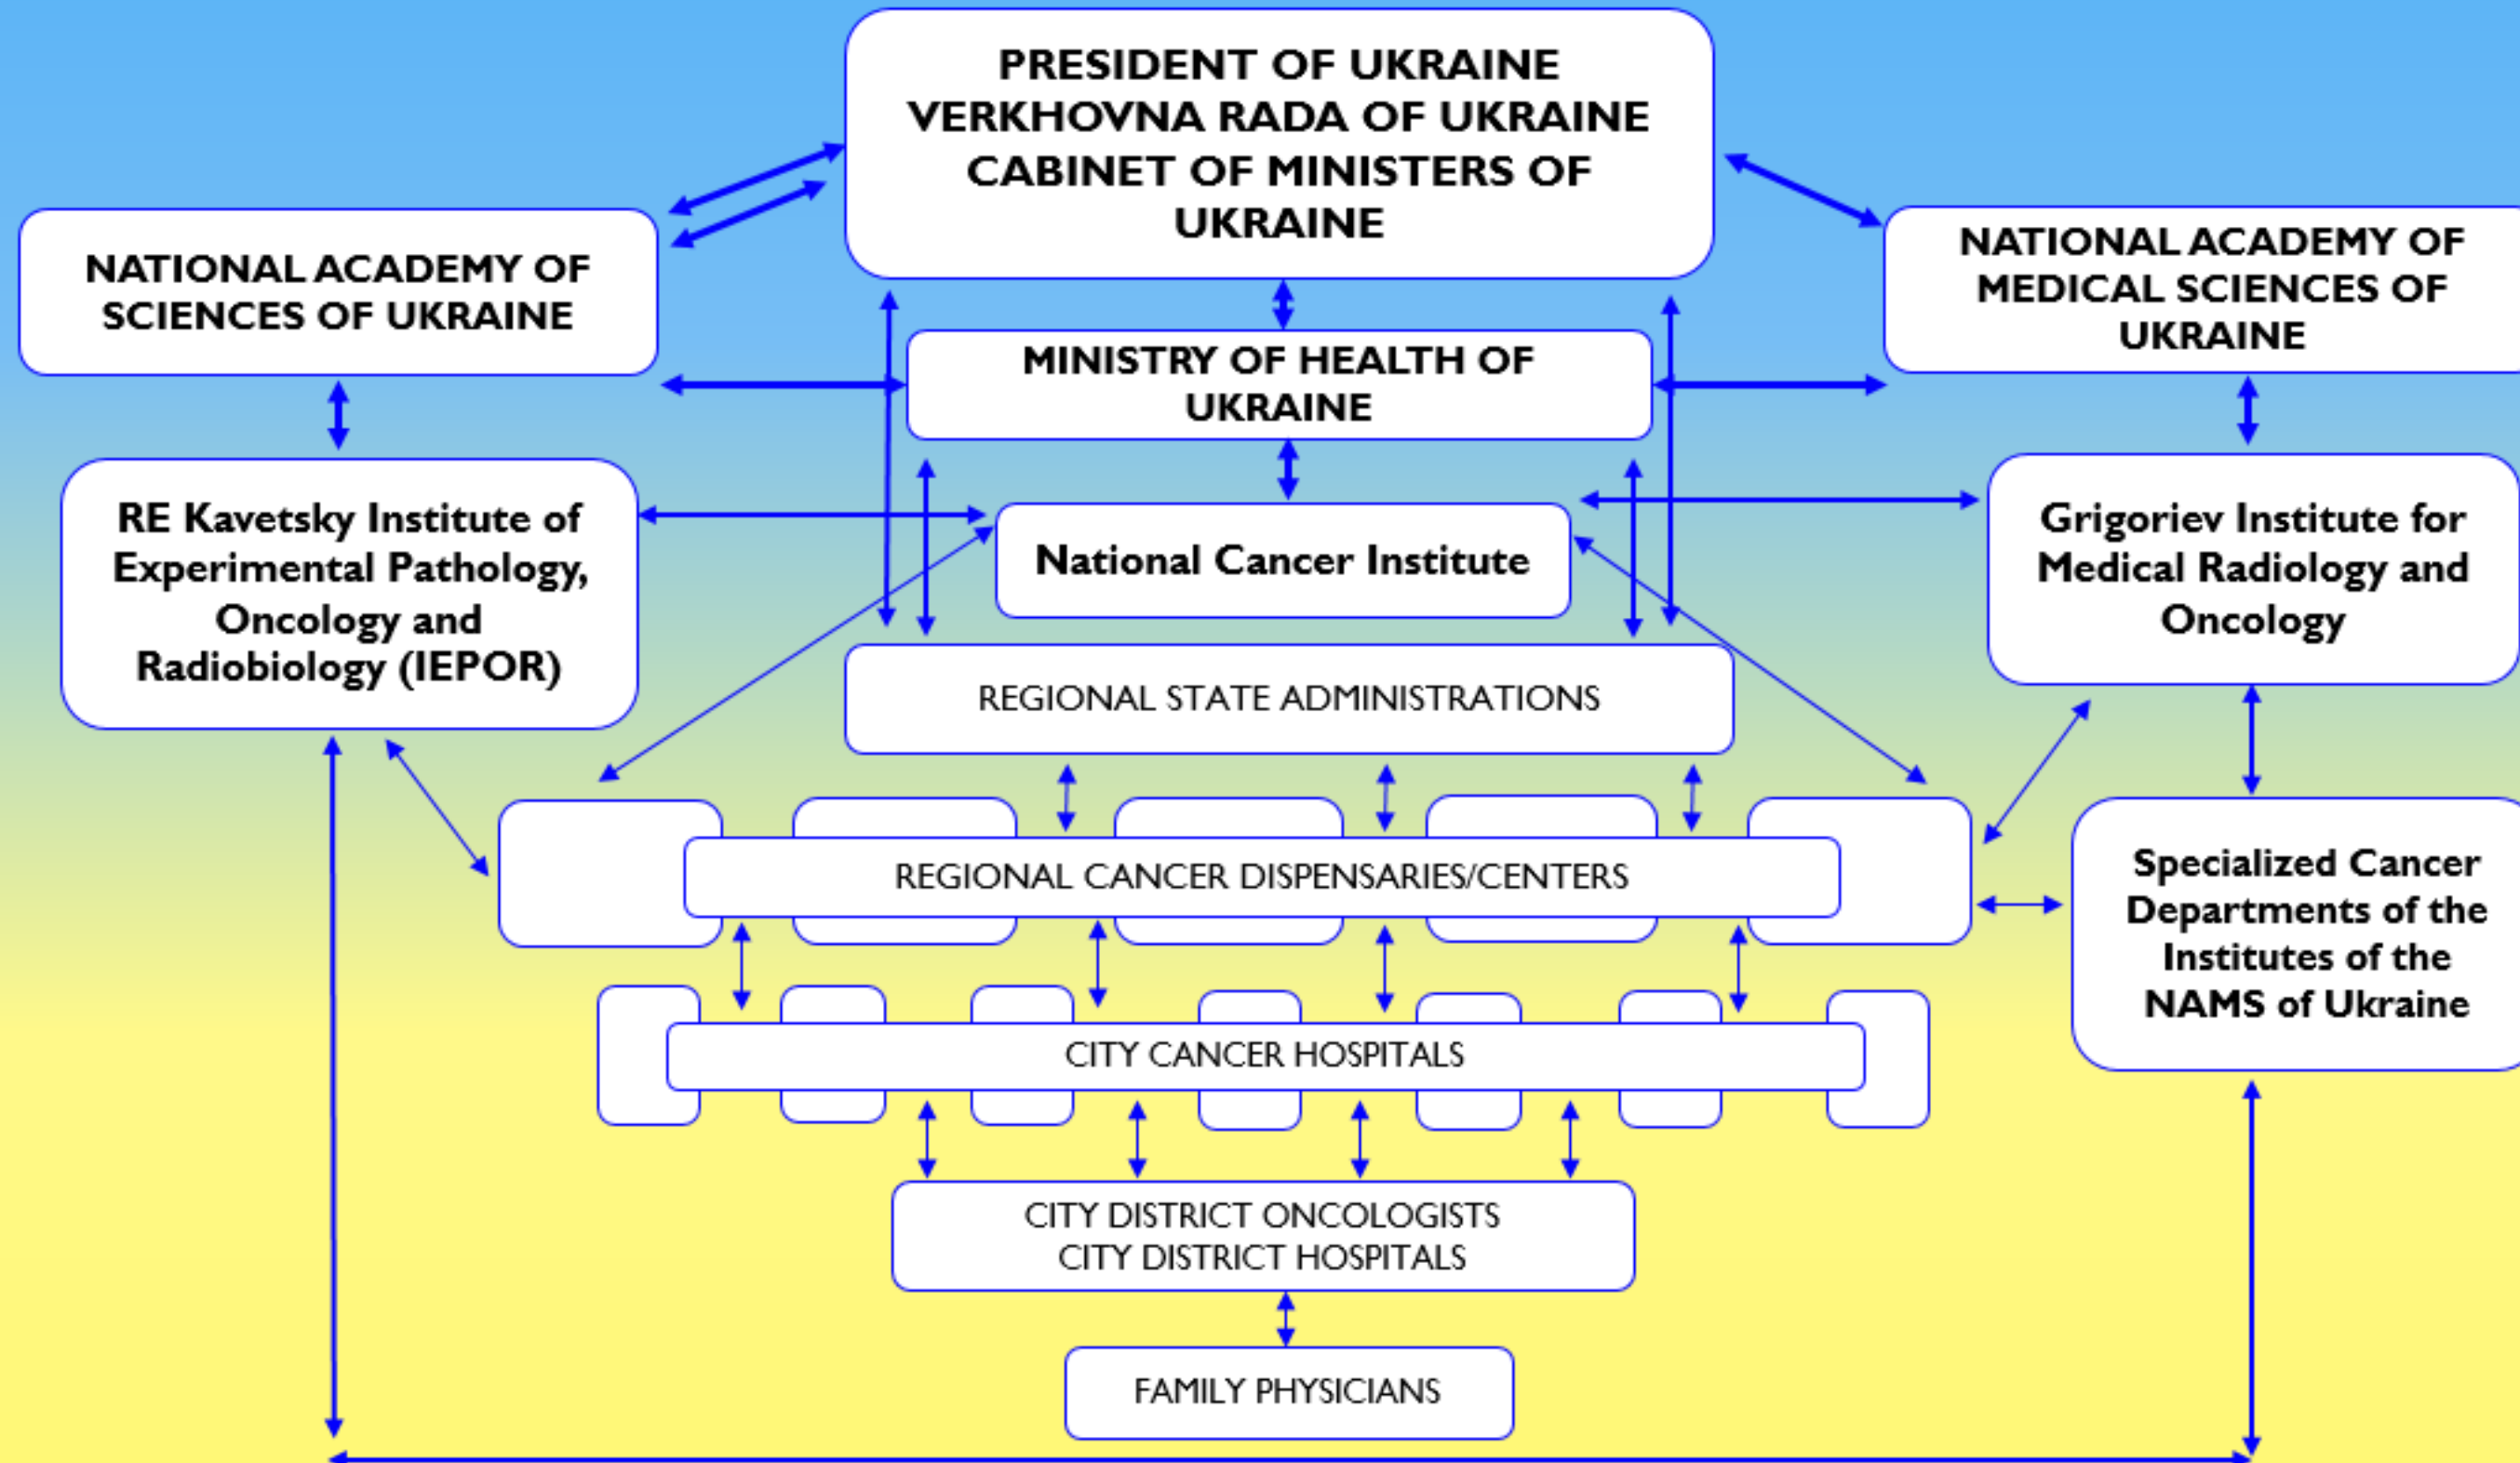 PRESIDENT OF UKRAINE
VERKHOVNA RADA OF UKRAINE
CABINET OF MINISTERS OF
UKRAINE
NATIONAL ACADEMY OF
SCIENCES OF UKRAINE
NATIONAL ACADEMY OF
MEDICAL SCIENCES OF
UKRAINE
MINISTRY OF HEALTH OF
UKRAINE
RE Kavetsky Institute of
Experimental Pathology,
Oncology and
Radiobiology (IEPOR)
National Cancer Institute
Grigoriev Institute for
Medical Radiology and
Oncology
REGIONAL STATE ADMINISTRATIONS
REGIONAL CANCER DISPENSARIES/CENTERS
Specialized Cancer
Departments of the
Institutes of the
NAMS of Ukraine
CITY CANCER HOSPITALS
CITY DISTRICT ONCOLOGISTS
CITY DISTRICT HOSPITALS
FAMILY PHYSICIANS